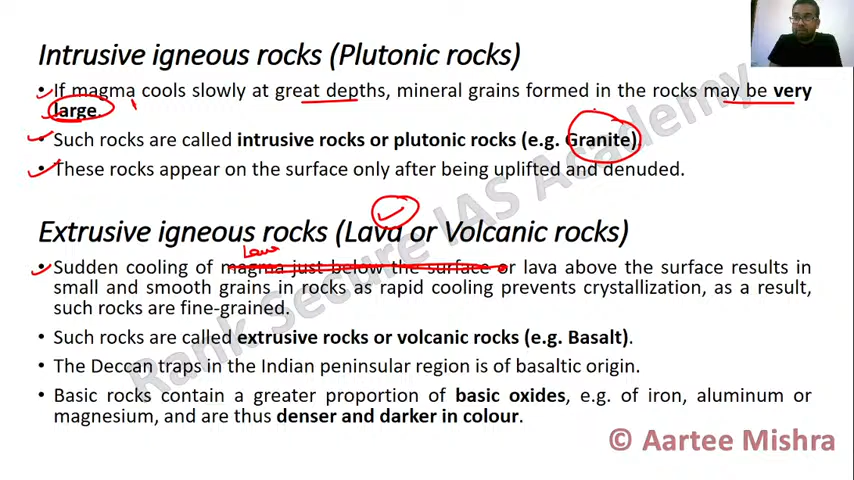 Intrusive igneous rocks (Plutonic rocks)
• If magma cools slowly at great depths, mineral grains formed in the rocks may be very
large.
• Such rocks are called intrusive rocks or plutonic rocks (e.g. Granite).
• These rocks appear on the surface only after being uplifted and denuded.
Extrusive igneous rocks (Lava or Volcanic rocks)
Lava
• Sudden cooling of magma just below the surface or lava above the surface results in
small and smooth grains in rocks as rapid cooling prevents crystallization, as a result,
such rocks are fine-grained.
• Such rocks are called extrusive rocks or volcanic rocks (e.g. Basalt).
• The Deccan traps in the Indian peninsular region is of basaltic origin.
• Basic rocks contain a greater proportion of basic oxides, e.g. of iron, aluminum or
magnesium, and are thus denser and darker in colour.
Rank Secure IAS Academy
© Aartee Mishra